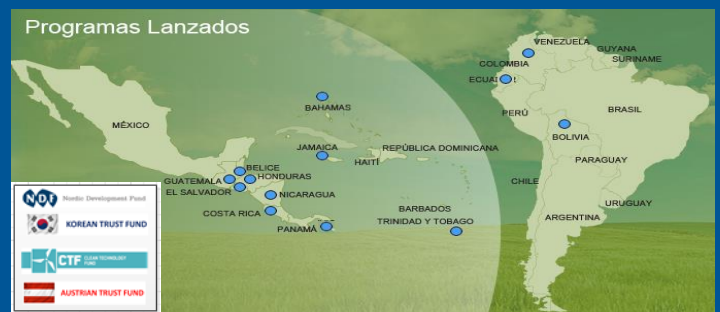 Programas Lanzados
VENEZUELA
GUYANA
SURINAME
COLOMBIA
BAHAMAS
PERÚ
BRASIL
MÉXICO
BOLIVIA
JAMAICA
REPÚBLICA DOMINICANA
HAITÍ
PARAGUAY
BELICE
GUATEMALA
HONDURAS
CHILE
EL SALVADOR
NICARAGUA
URUGUAY
COSTA RICA
BARBADOS
ARGENTINA
TRINIDAD Y TOBAGO
PANAMÁ
NDF Nordic Development Fund
KOREAN TRUST FUND
CTF CLEAN TECHNOLOGY
FUND
AUSTRIAN TRUST FUND